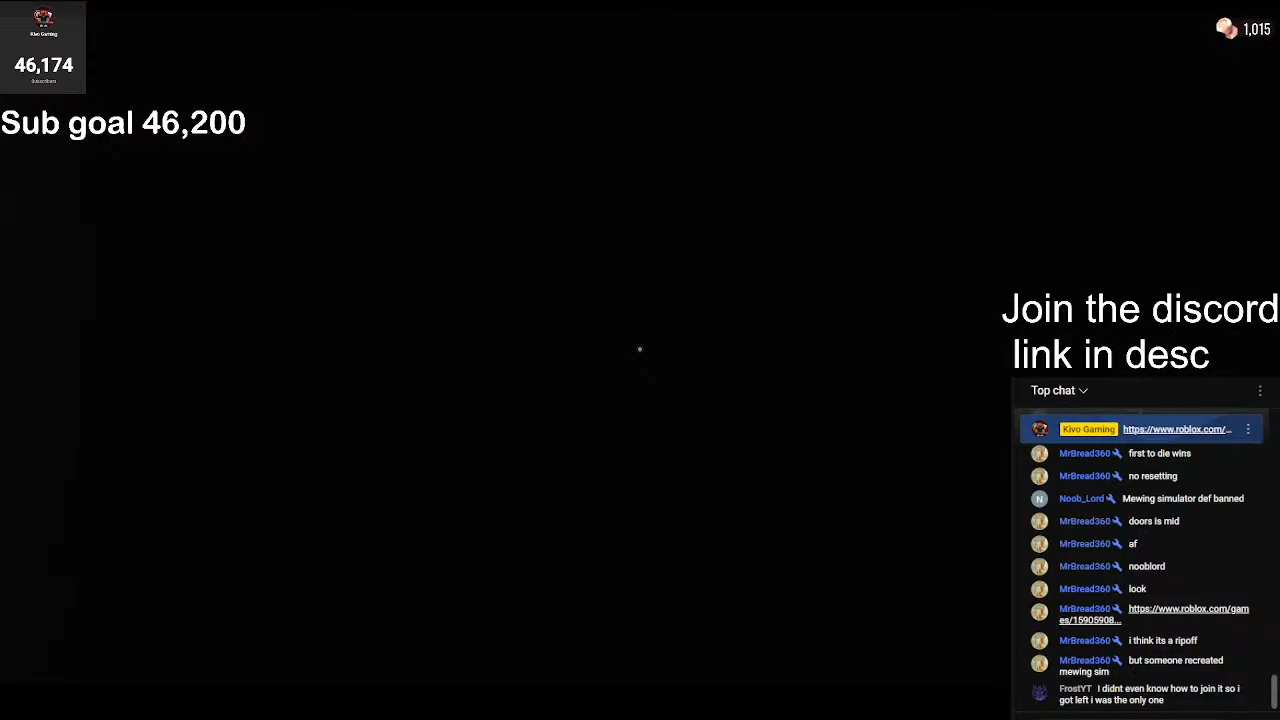 Kivo Gaming
46,174
Subscribers
Sub goal 46,200
1,015
Join the discord
link in desc
Top chat
Kivo Gaming https://www.roblox.com/...
MrBread360 first to die wins
MrBread360 no resetting
N Noob_Lord Mewing simulator def banned
MrBread360 doors is mid
MrBread360 af
MrBread360 nooblord
MrBread360 look
MrBread360 https://www.roblox.com/gam
es/15905908...
MrBread360 i think its a ripoff
MrBread360 but someone recreated
mewing sim
FrostYT I didnt even know how to join it so i
got left i was the only one